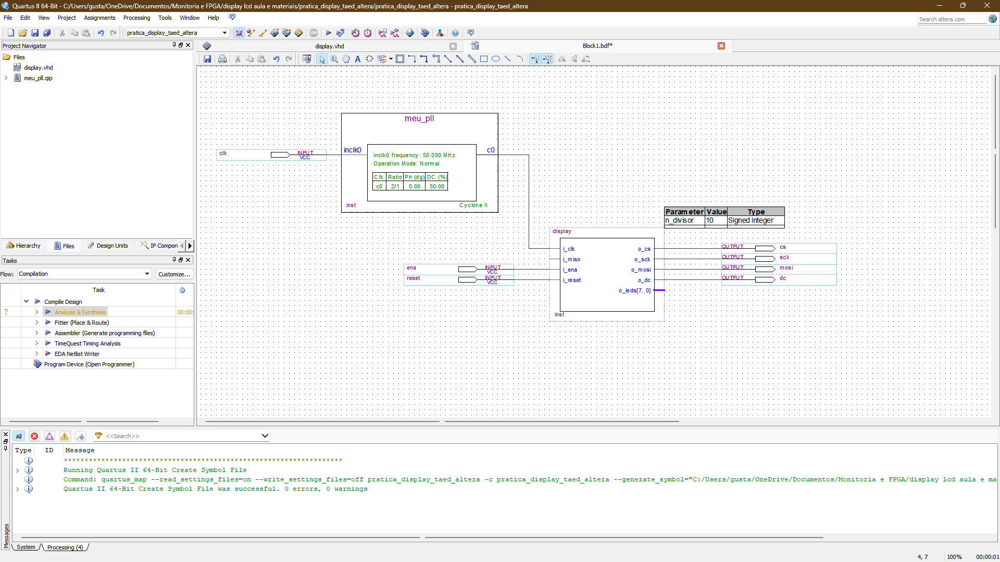 Quartus II 64-Bit - C:/Users/gusta/OneDrive/Documentos/Monitoria e FPGA/display lcd aula e materiais/pratica_display_taed_altera/pratica_display_taed_altera - pratica_display_taed_altera
File Edit View Project Assignments Processing Tools Window Help
Search altera.com
pratica_display_taed_altera
Project Navigator
display.vhd
Block1.bdf*
Files
display.vhd
meu_pll.qip
Hierarchy Files Design Units IP Compon
Tasks
Flow: Compilation Customize...
Task
Compile Design
? Analysis & Synthesis 00:00:
Fitter (Place & Route)
Assembler (Generate programming files)
TimeQuest Timing Analysis
EDA Netlist Writer
Program Device (Open Programmer)
meu_pll
clk INPUT VCC
inclk0
c0
inclk0 frequency: 50.000 MHz
Operation Mode: Normal
Clk Ratio Ph (dg) DC (%)
c0 2/1 0.00 50.00
inst
Cyclone II
Parameter Value Type
n_divisor 10 Signed Integer
display
i_clk o_cs OUTPUT cs
i_miso o_sck OUTPUT sck
ena INPUT VCC i_ena o_mosi OUTPUT mosi
reset INPUT VCC i_reset o_dc OUTPUT dc
o_leds[7..0]
inst
All
<<Search>>
Type ID Message
*******************************************************************
Running Quartus II 64-Bit Create Symbol File
Command: quartus_map --read_settings_files=on --write_settings_files=off pratica_display_taed_altera -c pratica_display_taed_altera --generate_symbol="C:/Users/gusta/OneDrive/Documentos/Monitoria e FPGA/display lcd aula e ma
Quartus II 64-Bit Create Symbol File was successful. 0 errors, 0 warnings
Messages
System Processing (4)
4, 7 100% 00:00:01